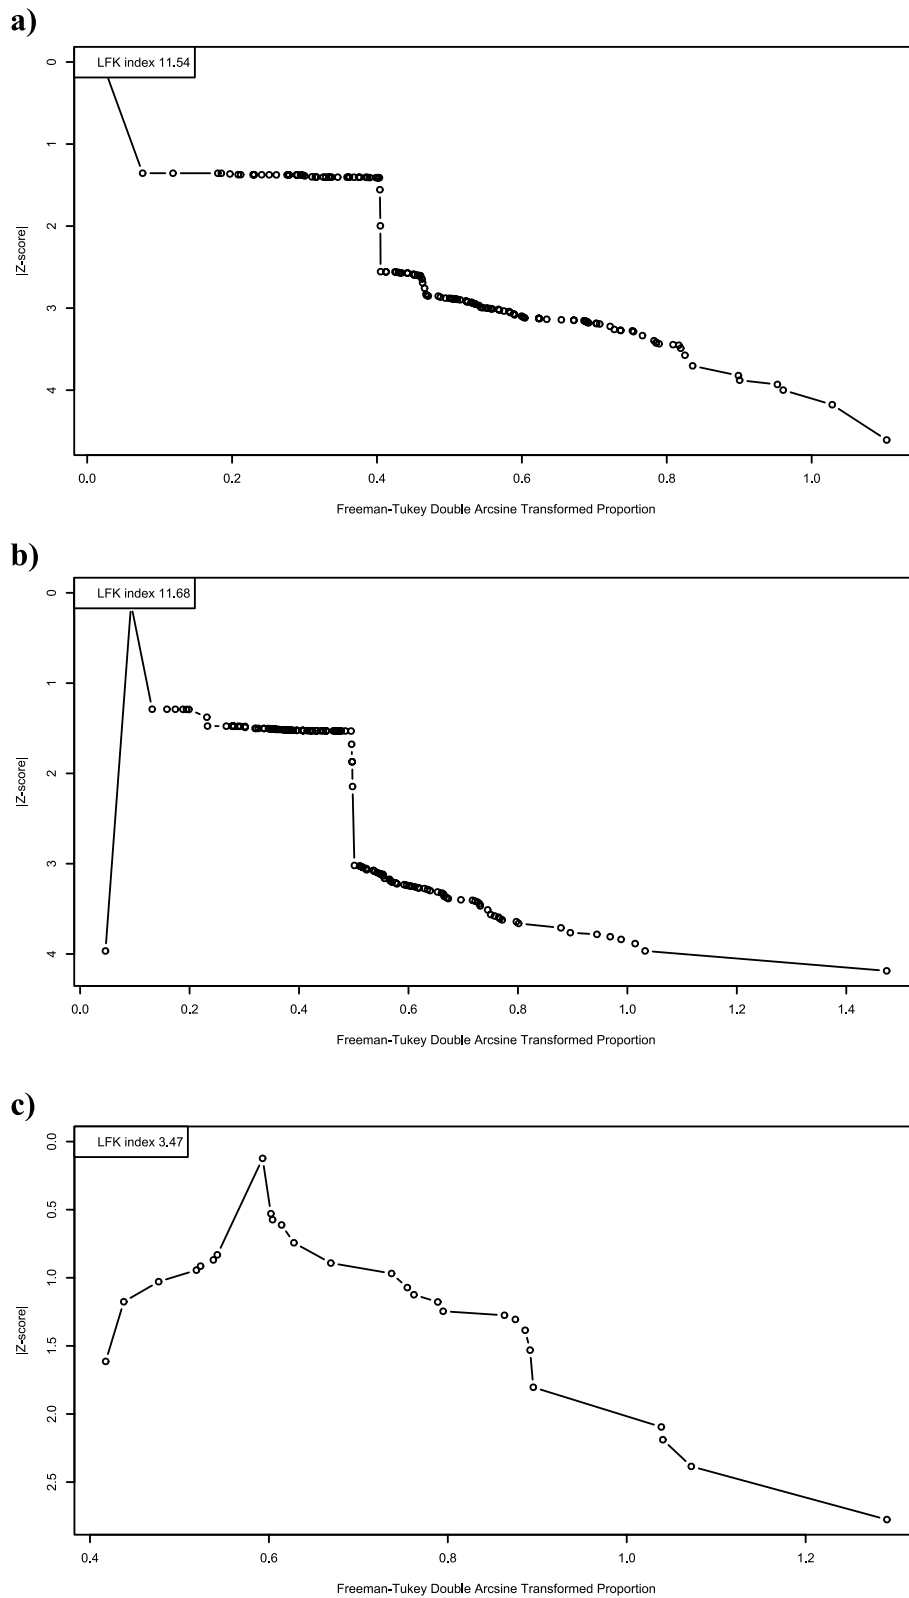 a)
LFK index 11.54
0
1
2
3
4
|Z-score|
0.0 0.2 0.4 0.6 0.8 1.0
Freeman-Tukey Double Arcsine Transformed Proportion
b)
LFK index 11.68
0
1
2
3
4
|Z-score|
0.0 0.2 0.4 0.6 0.8 1.0 1.2 1.4
Freeman-Tukey Double Arcsine Transformed Proportion
c)
LFK index 3.47
0.0
0.5
1.0
1.5
2.0
2.5
|Z-score|
0.4 0.6 0.8 1.0 1.2
Freeman-Tukey Double Arcsine Transformed Proportion